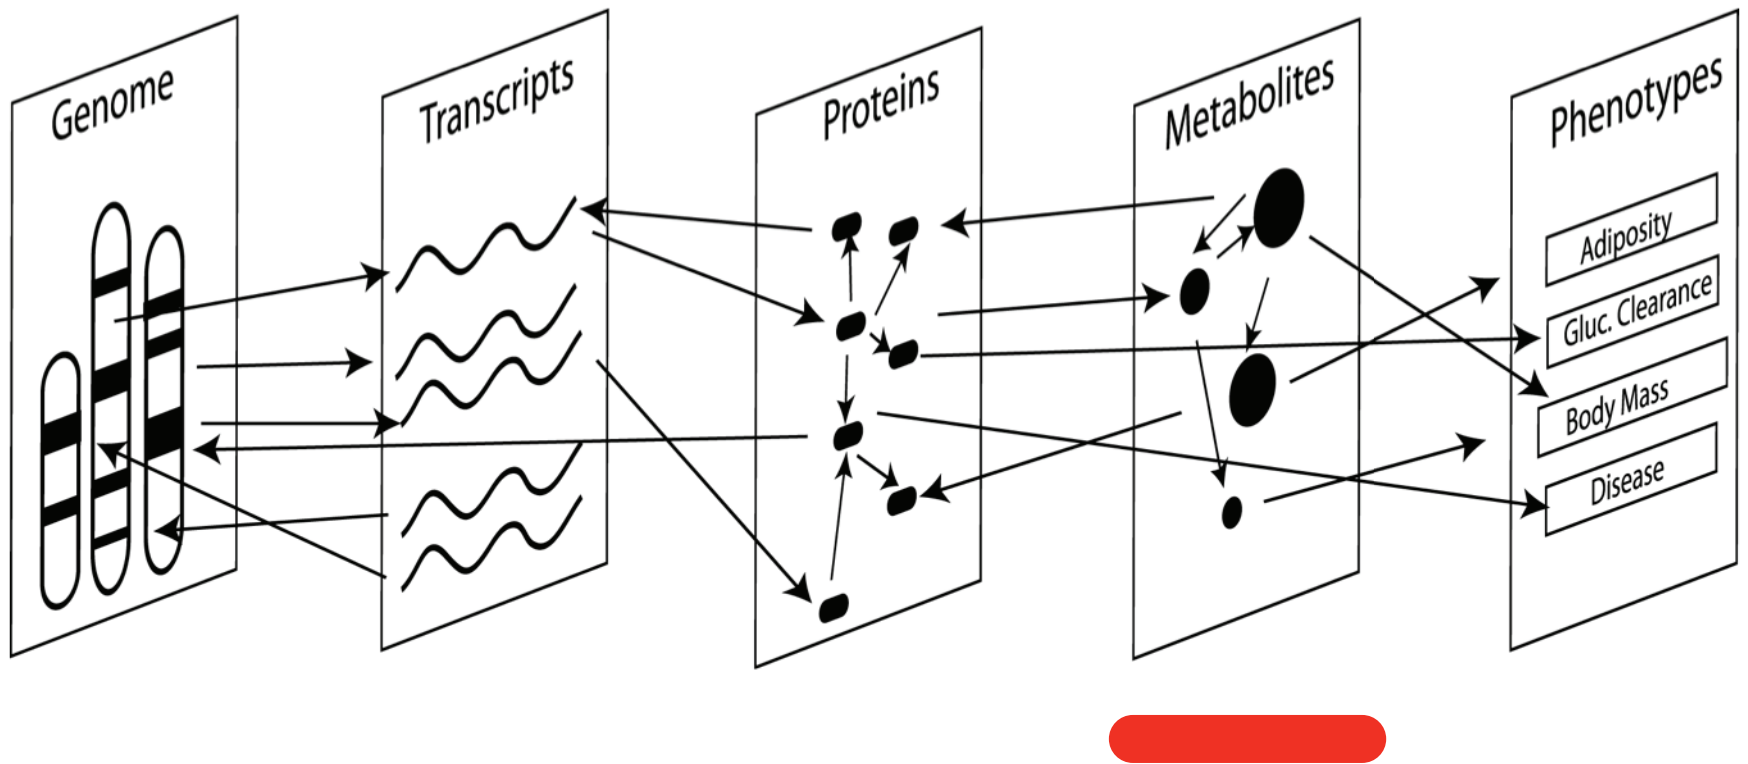 Genome
Transcripts
Proteins
Metabolites
Phenotypes
Adiposity
Gluc. Clearance
Body Mass
Disease